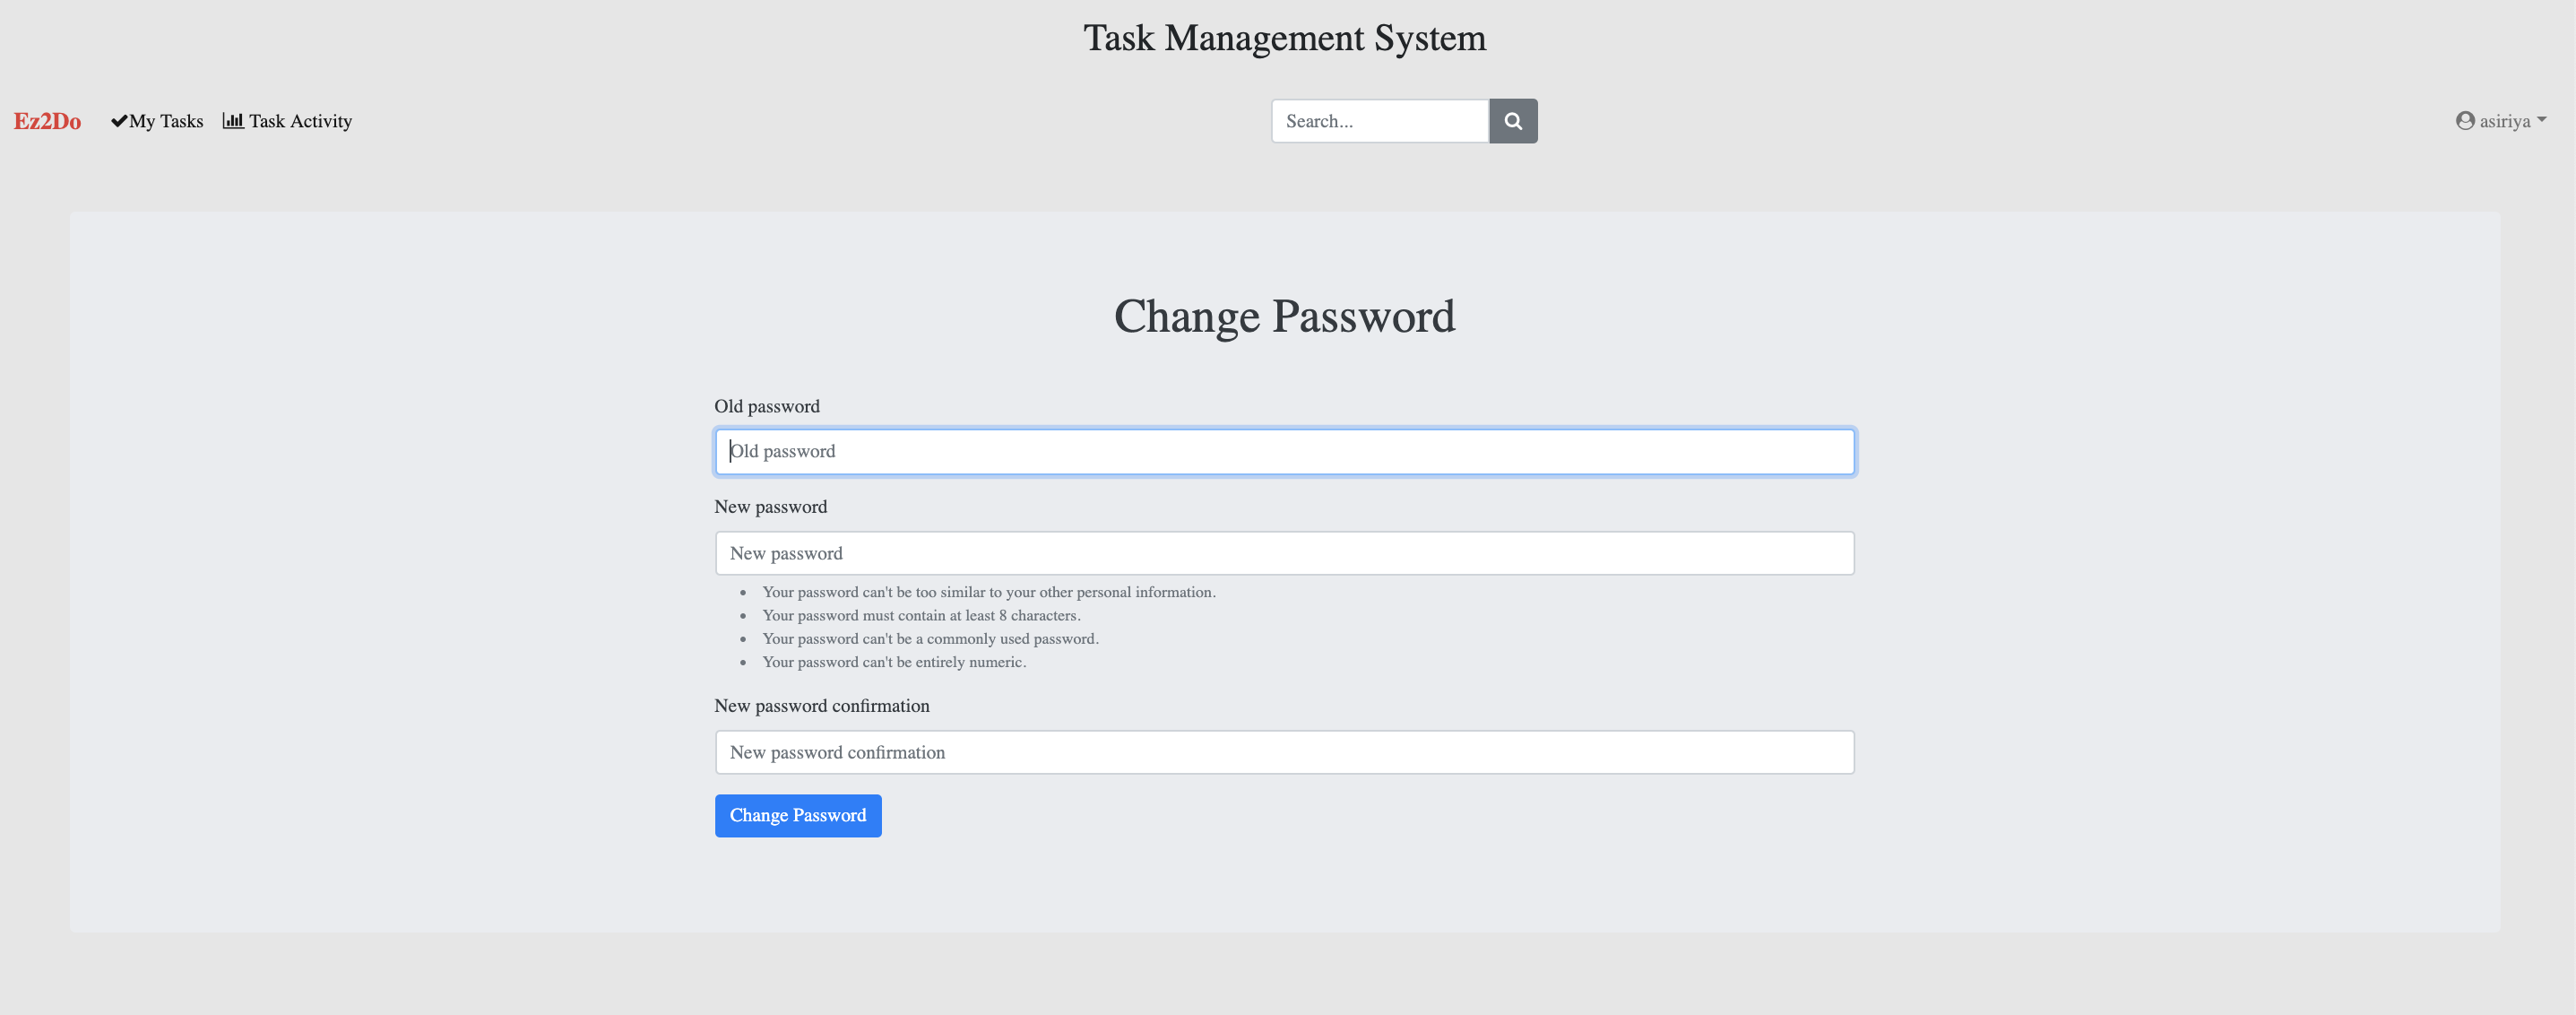 Task Management System
Ez2Do My Tasks Task Activity Search... asiriya
Change Password
Old password
Old password
New password
New password
Your password can't be too similar to your other personal information.
Your password must contain at least 8 characters.
Your password can't be a commonly used password.
Your password can't be entirely numeric.
New password confirmation
New password confirmation
Change Password